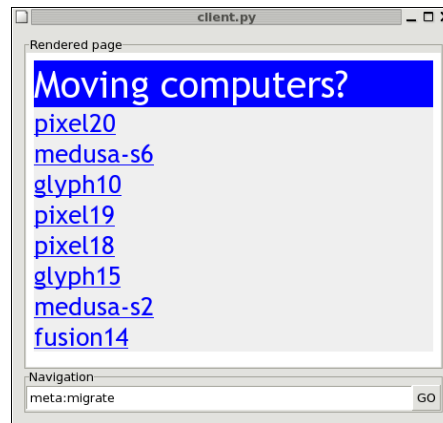 client.py
Rendered page
Moving computers?
pixel20
medusa-s6
glyph10
pixel19
pixel18
glyph15
medusa-s2
fusion14
Navigation
meta:migrate GO